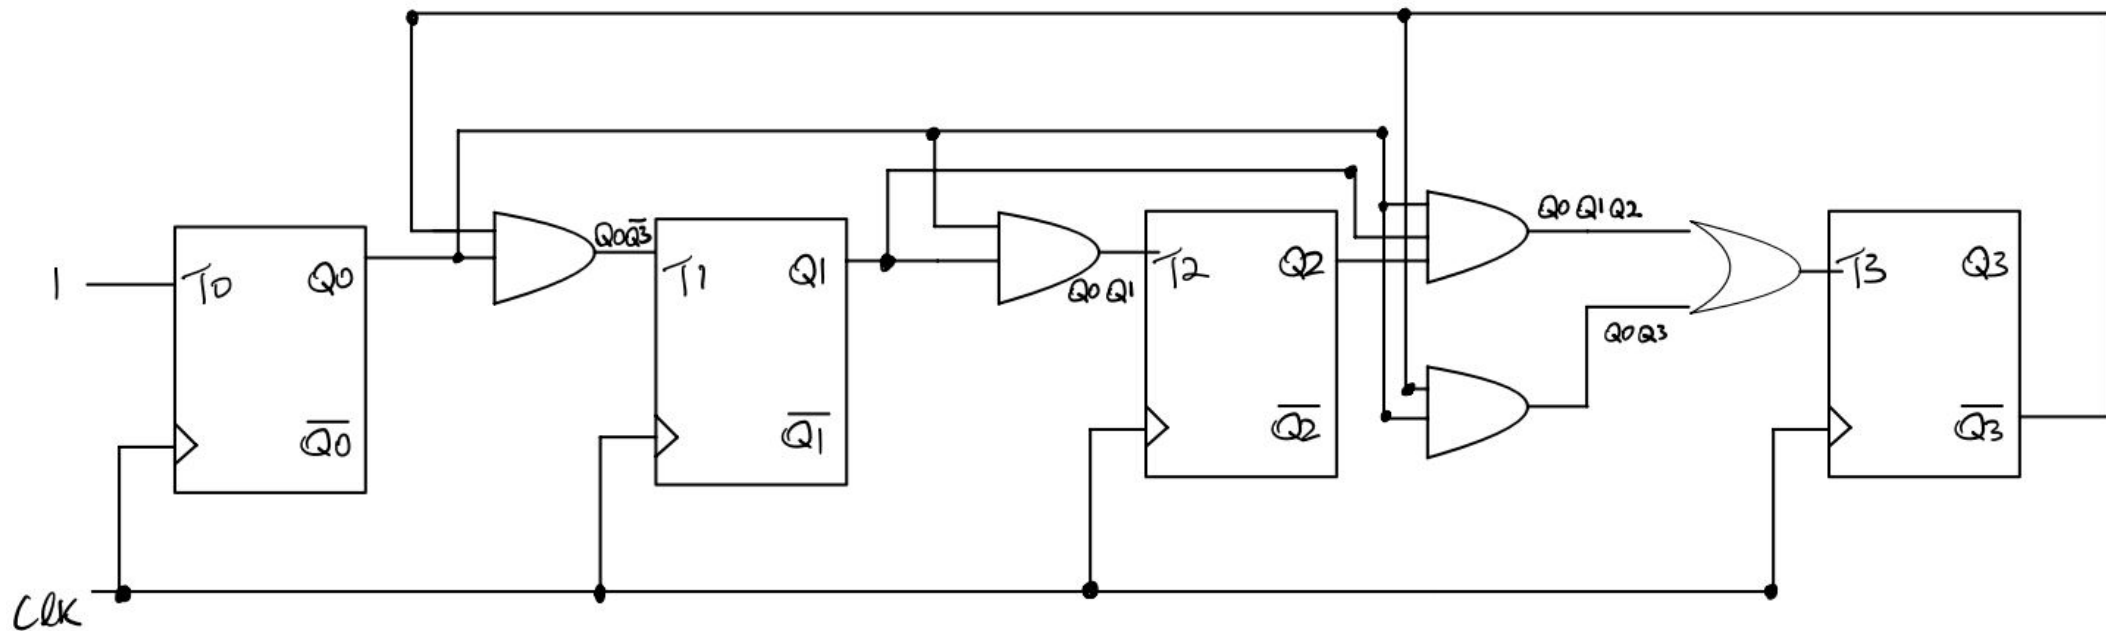 Q0Q̅3̅
Q0Q1Q2
1
T0
Q0
T1
Q1
Q0Q1
T2
Q2
T3
Q3
Q0Q3
Q̅0̅
Q̅1̅
Q̅2̅
Q̅3̅
Clk